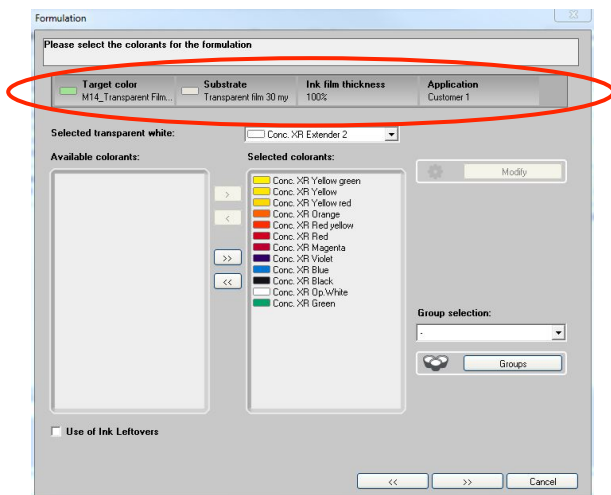 Formulation
Please select the colorants for the formulation
Target color Substrate Ink film thickness Application
M14_Transparent Film... Transparent film 30 my 100% Customer 1
Selected transparent white: Conc. XR Extender 2
Available colorants: Selected colorants:
Modify
Conc. XR Yellow green
> Conc. XR Yellow
Conc. XR Yellow red
< Conc. XR Orange
Conc. XR Red yellow
Conc. XR Red
Conc. XR Magenta
>> Conc. XR Violet
Conc. XR Blue
<< Conc. XR Black
Conc. XR Op.White
Conc. XR Green
Group selection:
-
Groups
Use of Ink Leftovers
<< >> Cancel